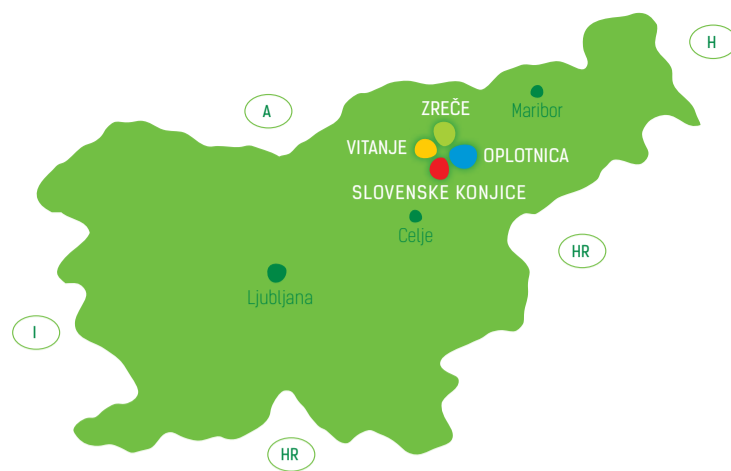 H
A
ZREČE
Maribor
VITANJE
OPLOTNICA
SLOVENSKE KONJICE
Celje
HR
Ljubljana
I
HR